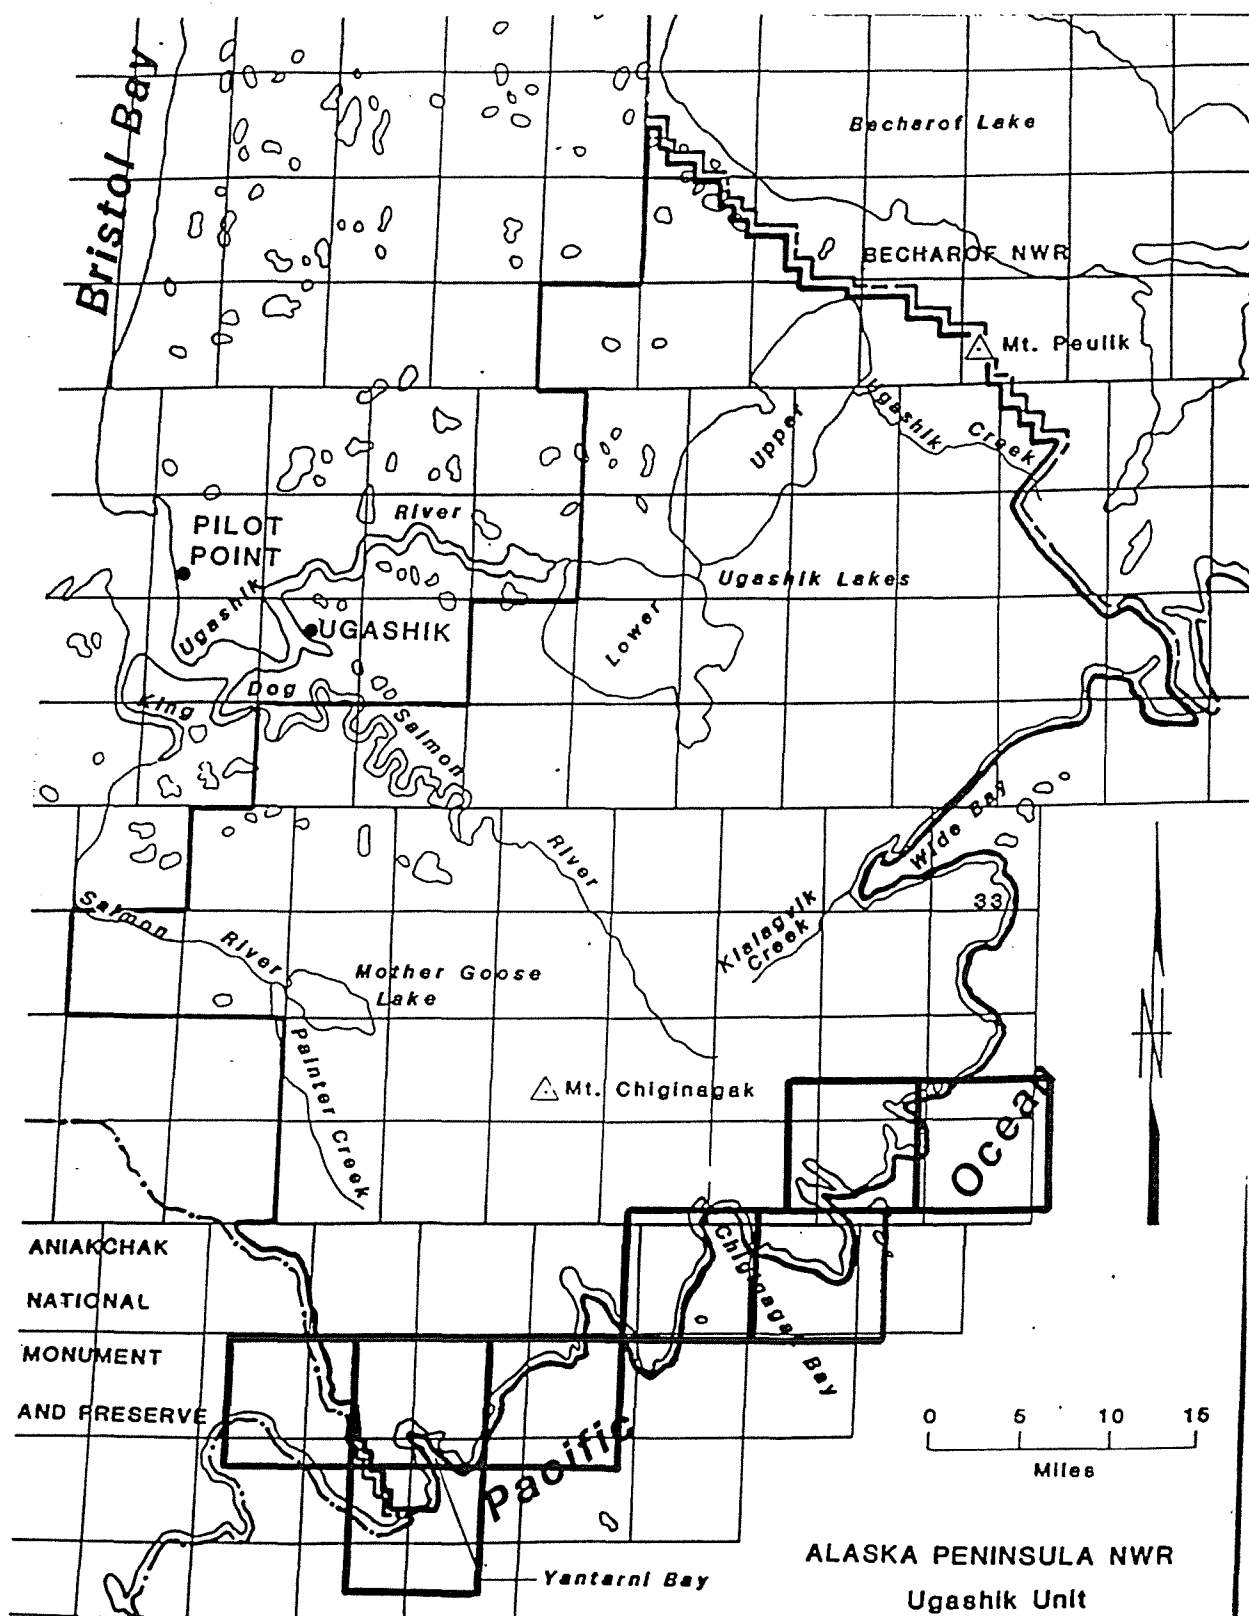 Bristol Bay
Becharof Lake
BECHAROF NWR
Mt. Peulik
Ugashik
Creek
Upper
PILOT
POINT
River
Ugashik
Ugashik Lakes
UGASHIK
Lower
Dog
King
Salmon
Wide Bay
River
33
Salmon
River
Klalagvik
Creek
Mother Goose
Lake
Painter Creek
Mt. Chiginagak
Ocean
ANIAKCHAK
NATIONAL
MONUMENT
AND PRESERVE
Chiginagak
Bay
Pacific
0 5 10 15
Miles
N
Yantarni Bay
ALASKA PENINSULA NWR
Ugashik Unit